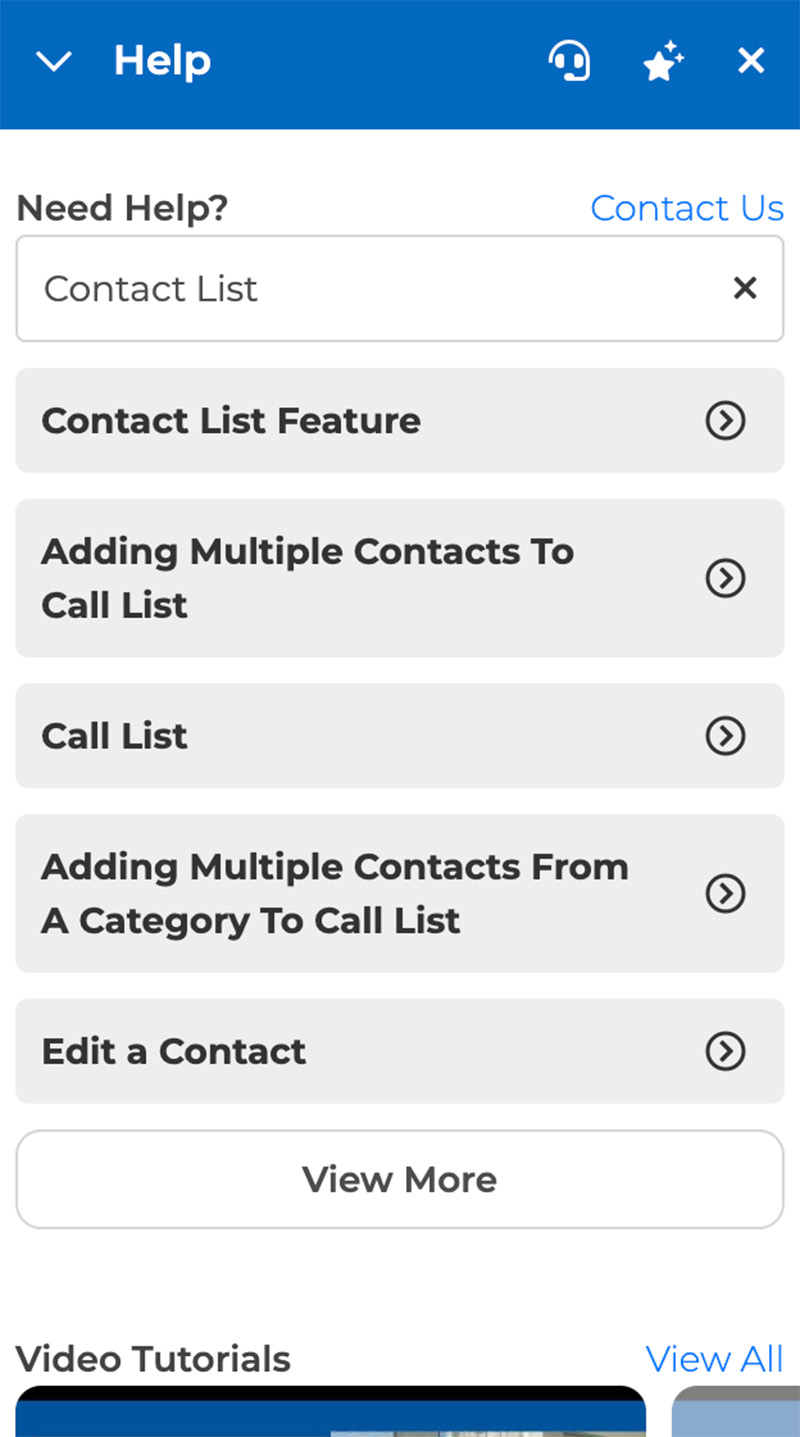 Help
Need Help?
Contact Us
Contact List
Contact List Feature
Adding Multiple Contacts To
Call List
Call List
Adding Multiple Contacts From
A Category To Call List
Edit a Contact
View More
Video Tutorials
View All